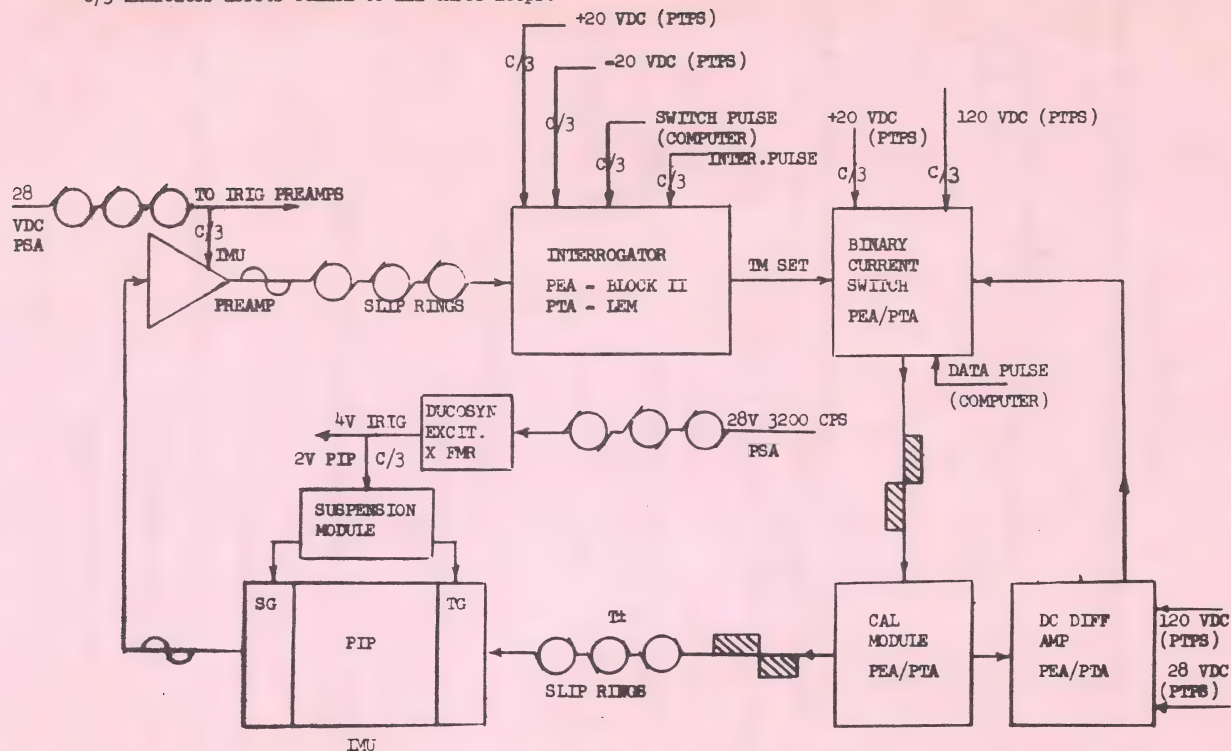 +20 VDC (PTPS)
C/3
-20 VDC (PTPS)
C/3
SWITCH PULSE
(COMPUTER)
C/3
INTER.PULSE
C/3
+20 VDC
(PTPS)
C/3
120 VDC (PTPS)
C/3
28
VDC
PSA
TO IRIG PREAMPS
C/3
IMU
PREAMP
SLIP RINGS
INTERROGATOR
PEA - BLOCK II
PTA - LEM
TM SET
BINARY
CURRENT
SWITCH
PEA/PTA
DATA PULSE
(COMPUTER)
4V IRIG
2V PIP
C/3
DUCOSYN
EXCIT.
X FMR
28V 3200 CPS
PSA
SUSPENSION
MODULE
SG
PIP
TG
IMU
T±
SLIP RINGS
CAL
MODULE
PEA/PTA
DC DIFF
AMP
PEA/PTA
120 VDC
(PTPS)
28 VDC
(PTPS)